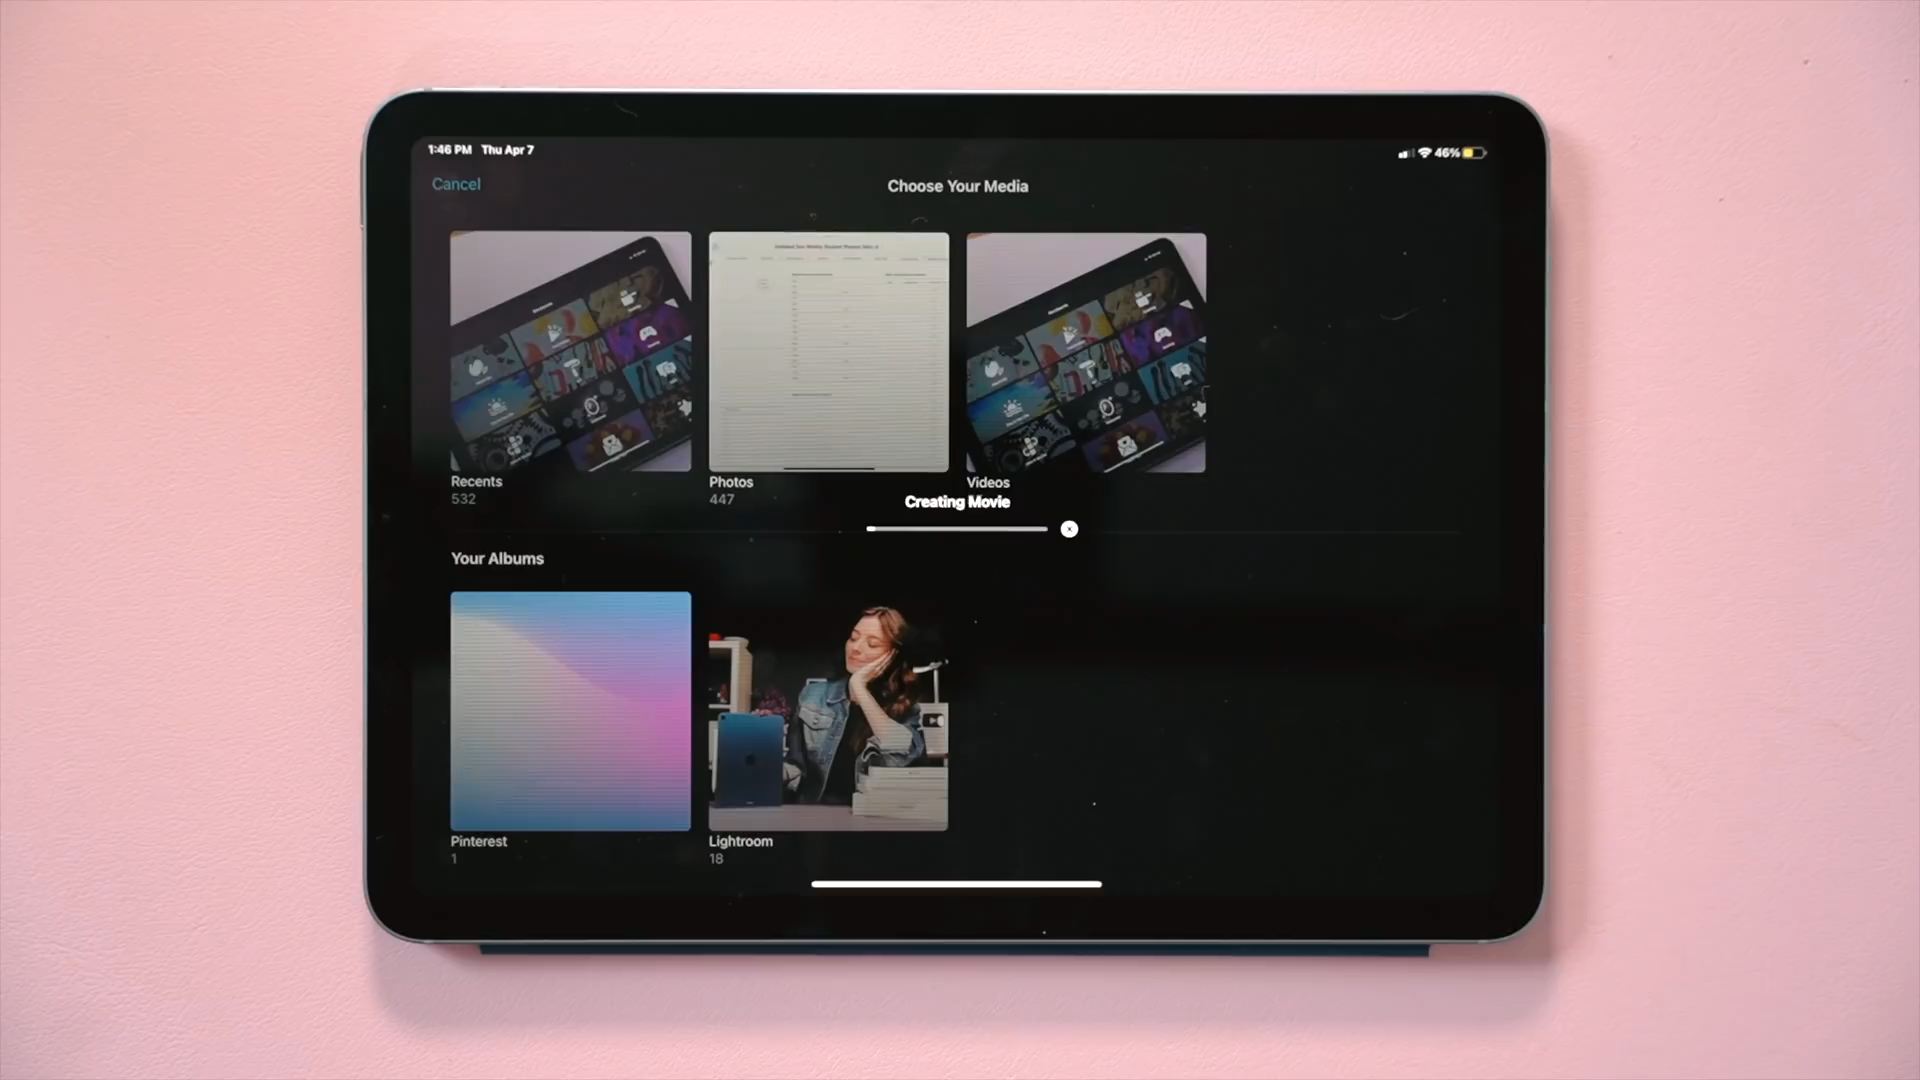 1:46 PM Thu Apr 7
46%
Cancel
Choose Your Media
Recents
532
Photos
447
Videos
Creating Movie
Your Albums
Pinterest
1
Lightroom
18